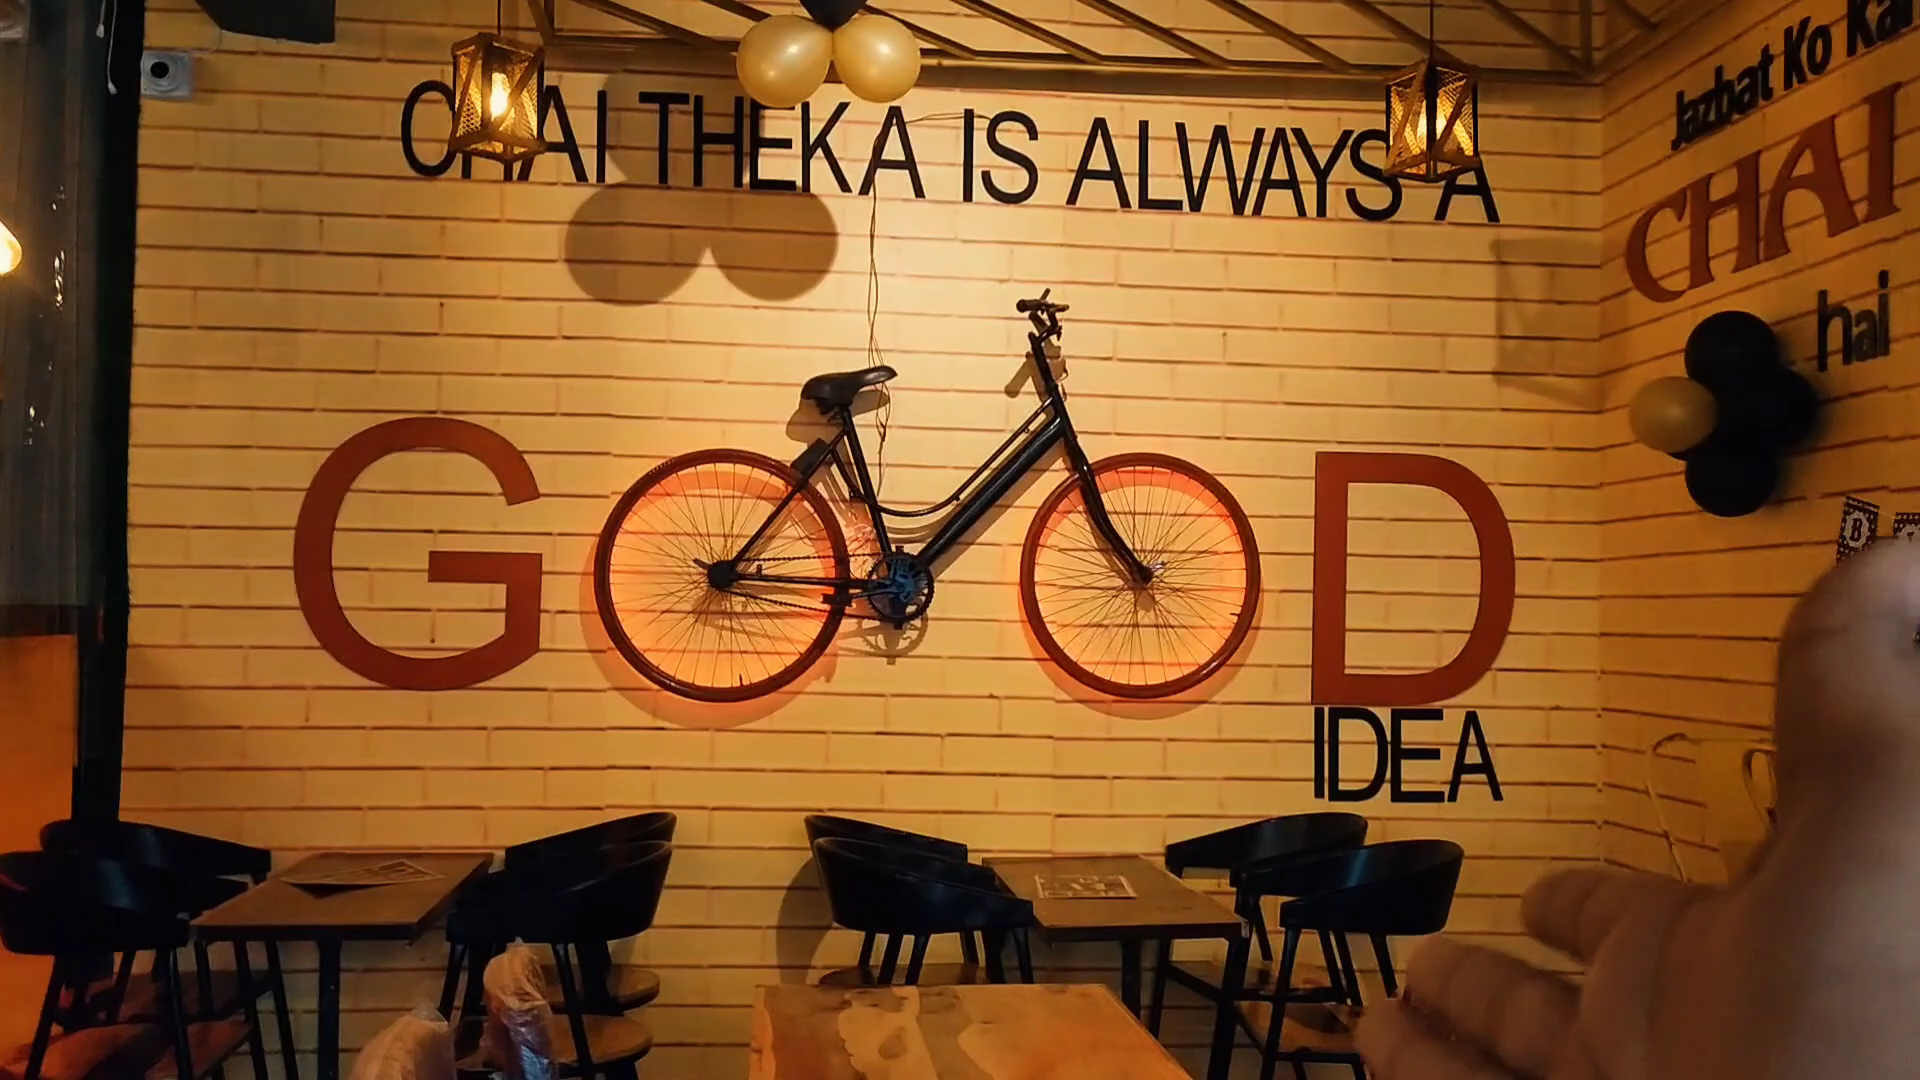 CHAI THEKA IS ALWAYS A
GOOD
IDEA
Jazbat Ko
CHAI
hai
B